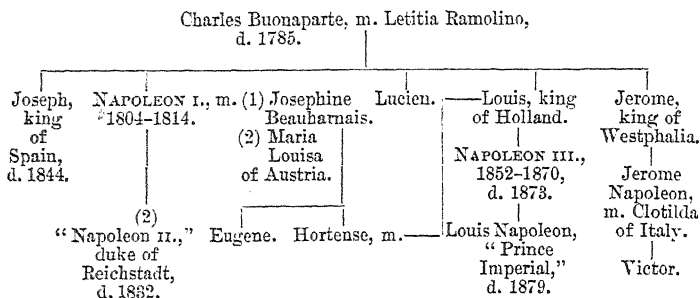 Charles Buonaparte, m. Letitia Ramolino,
d. 1785.
Joseph,
king
of
Spain,
d. 1844.
NAPOLEON I., m. (1) Josephine
1804–1814.
Beauharnais.
(2) Maria
Louisa
of Austria.
Lucien.
Louis, king
of Holland.
NAPOLEON III.,
1852–1870,
d. 1873.
Jerome,
king of
Westphalia.
Jerome
Napoleon,
m. Clotilda
of Italy.
(2)
"Napoleon II.,"
duke of
Reichstadt,
d. 1832.
Eugene.
Hortense, m.
Louis Napoleon,
"Prince
Imperial,"
d. 1879.
Victor.